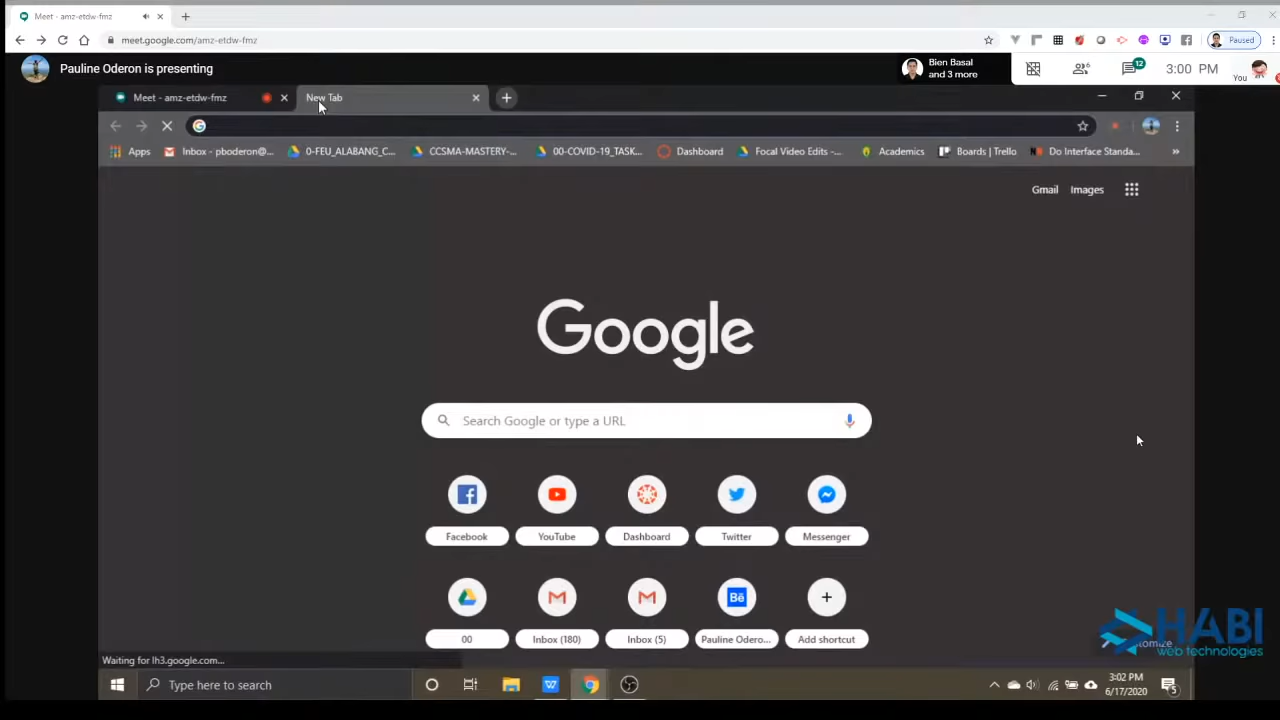 Meet - amz-etdw-fmz
meet.google.com/amz-etdw-fmz
Paused
Pauline Oderon is presenting
Bien Basal
and 3 more
6
12
3:00 PM
You
Meet - amz-etdw-fmz
New Tab
Apps
Inbox - pboderon@...
0-FEU_ALABANG_C...
CCSMA-MASTERY-...
00-COVID-19_TASK...
Dashboard
Focal Video Edits -...
Academics
Boards | Trello
Do Interface Standa...
»
Gmail
Images
Google
Search Google or type a URL
Facebook
YouTube
Dashboard
Twitter
Messenger
Bē
00
Inbox (180)
Inbox (5)
Pauline Odero...
Add shortcut
HABI
web technologies
Waiting for lh3.google.com...
Type here to search
3:02 PM
6/17/2020
5